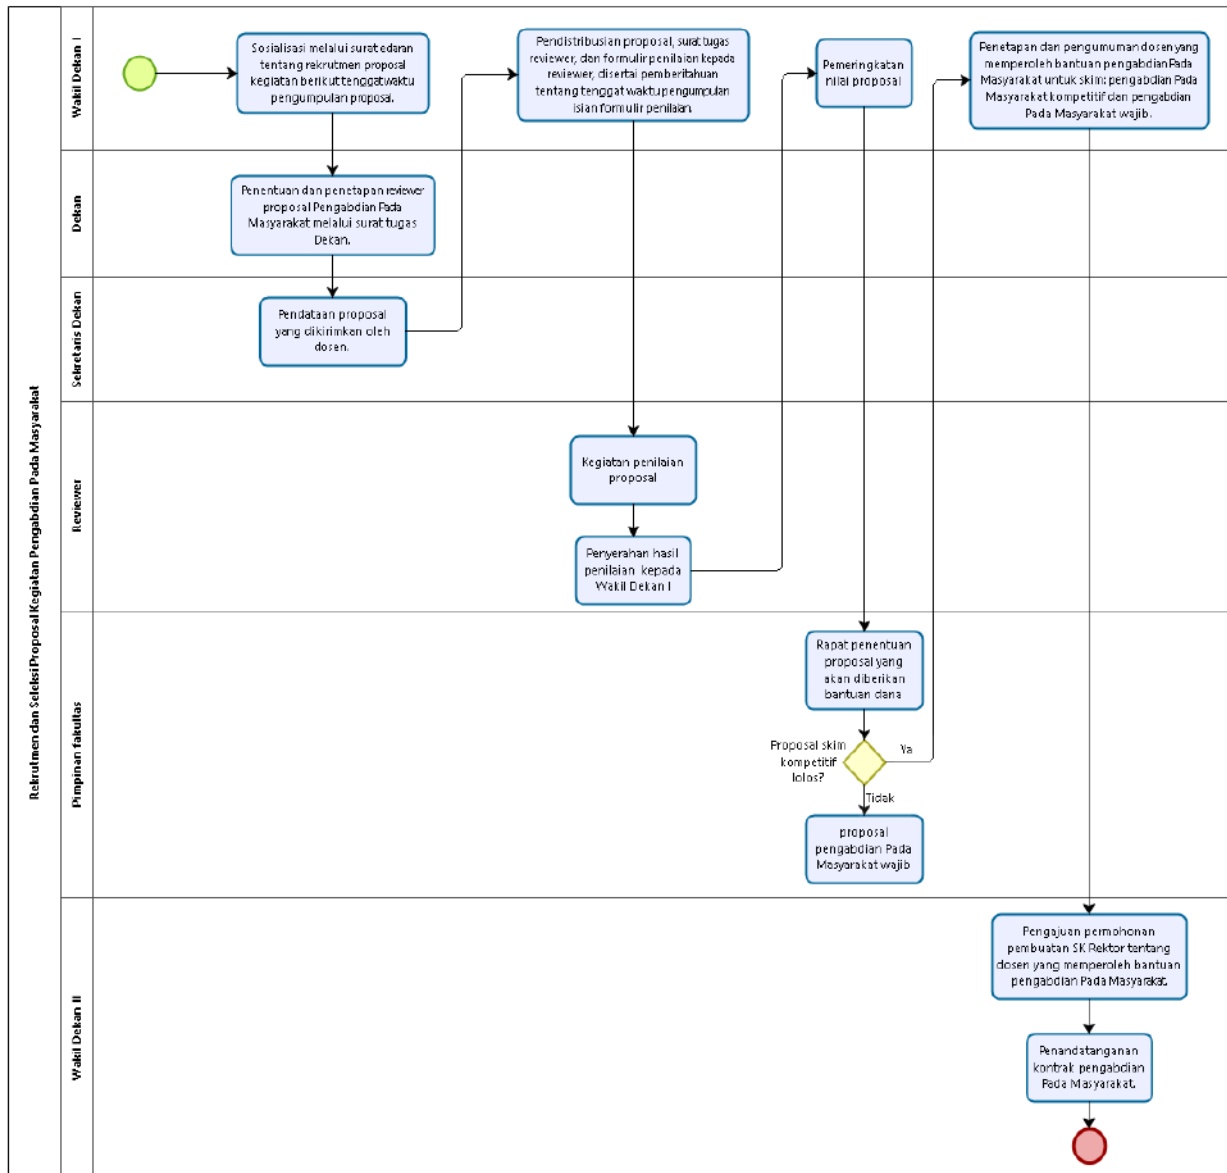 Rekrutmen dan Seleksi Proposal Kegiatan Pengabdian Pada Masyarakat
Wakil Dekan I
Sosialisasi melalui surat edaran
tentang rekrutmen proposal
kegiatan berikut tenggat waktu
pengumpulan proposal.
Pendistribusian proposal, surat tugas
reviewer, dan formulir penilaian kepada
reviewer, disertai pemberitahuan
tentang tenggat waktu pengumpulan
isian formulir penilaian.
Pemeringkatan
nilai proposal
Penetapan dan pengumuman dosen yang
memperoleh bantuan pengabdian Pada
Masyarakat untuk skim: pengabdian Pada
Masyarakat kompetitif dan pengabdian
Pada Masyarakat wajib.
Dekan
Penentuan dan penetapan reviewer
proposal Pengabdian Pada
Masyarakat melalui surat tugas
Dekan.
Sekretaris Dekan
Pendataan proposal
yang dikirimkan oleh
dosen.
Reviewer
Kegiatan penilaian
proposal
Penyerahan hasil
penilaian kepada
Wakil Dekan I
Pimpinan fakultas
Rapat penentuan
proposal yang
akan diberikan
bantuan dana
Proposal skim
kompetitif
lolos?
Ya
Tidak
proposal
pengabdian Pada
Masyarakat wajib
Wakil Dekan II
Pengajuan permohonan
pembuatan SK Rektor tentang
dosen yang memperoleh bantuan
pengabdian Pada Masyarakat.
Penandatanganan
kontrak pengabdian
Pada Masyarakat.